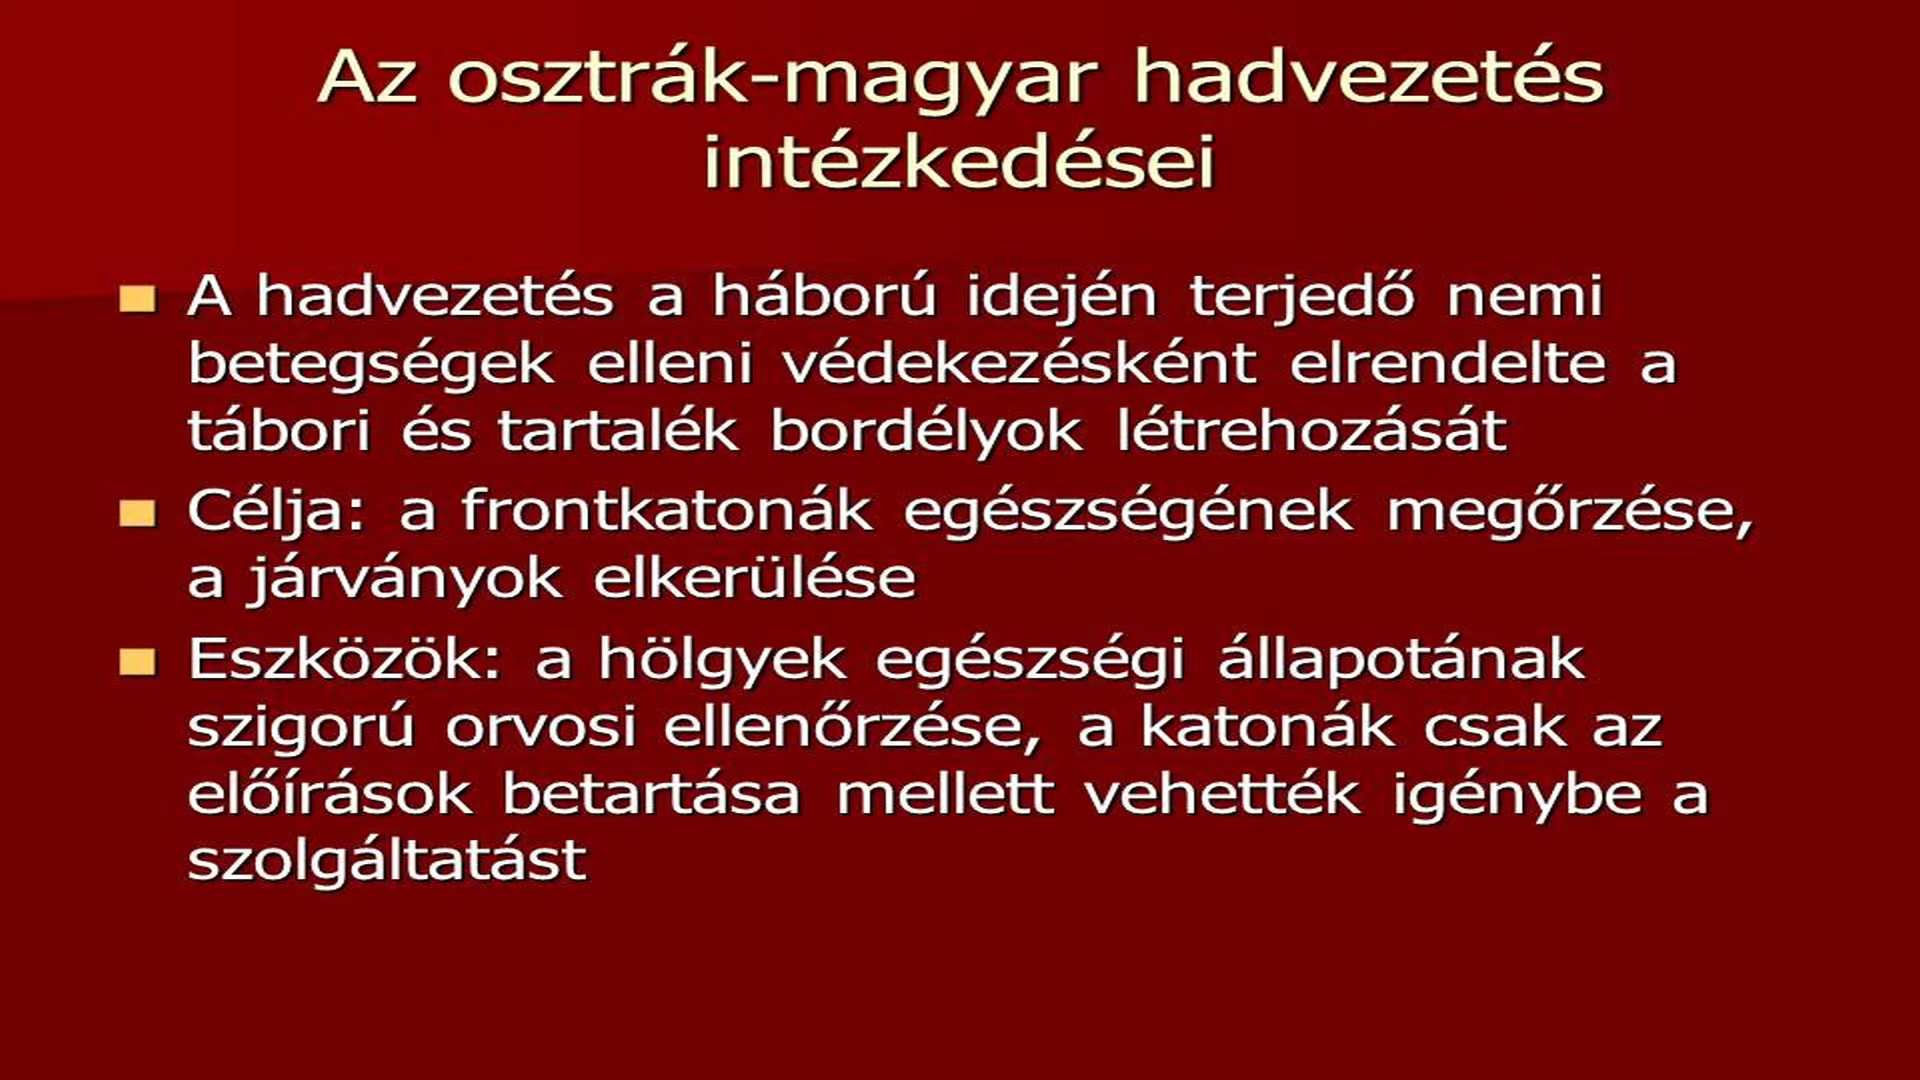 Az osztrák-magyar hadvezetés
intézkedései
A hadvezetés a háború idején terjedő nemi
betegségek elleni védekezésként elrendelte a
tábori és tartalék bordélyok létrehozását
Célja: a frontkatonák egészségének megőrzése,
a járványok elkerülése
Eszközök: a hölgyek egészségi állapotának
szigorú orvosi ellenőrzése, a katonák csak az
előírások betartása mellett vehették igénybe a
szolgáltatást